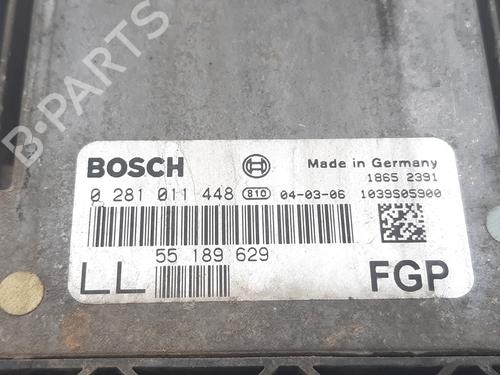 B-PARTS
BOSCH
Made in Germany
1865 2391
0 281 011 448 810 04-03-06 1039S05900
55 189 629
LL
FGP
B-PARTS